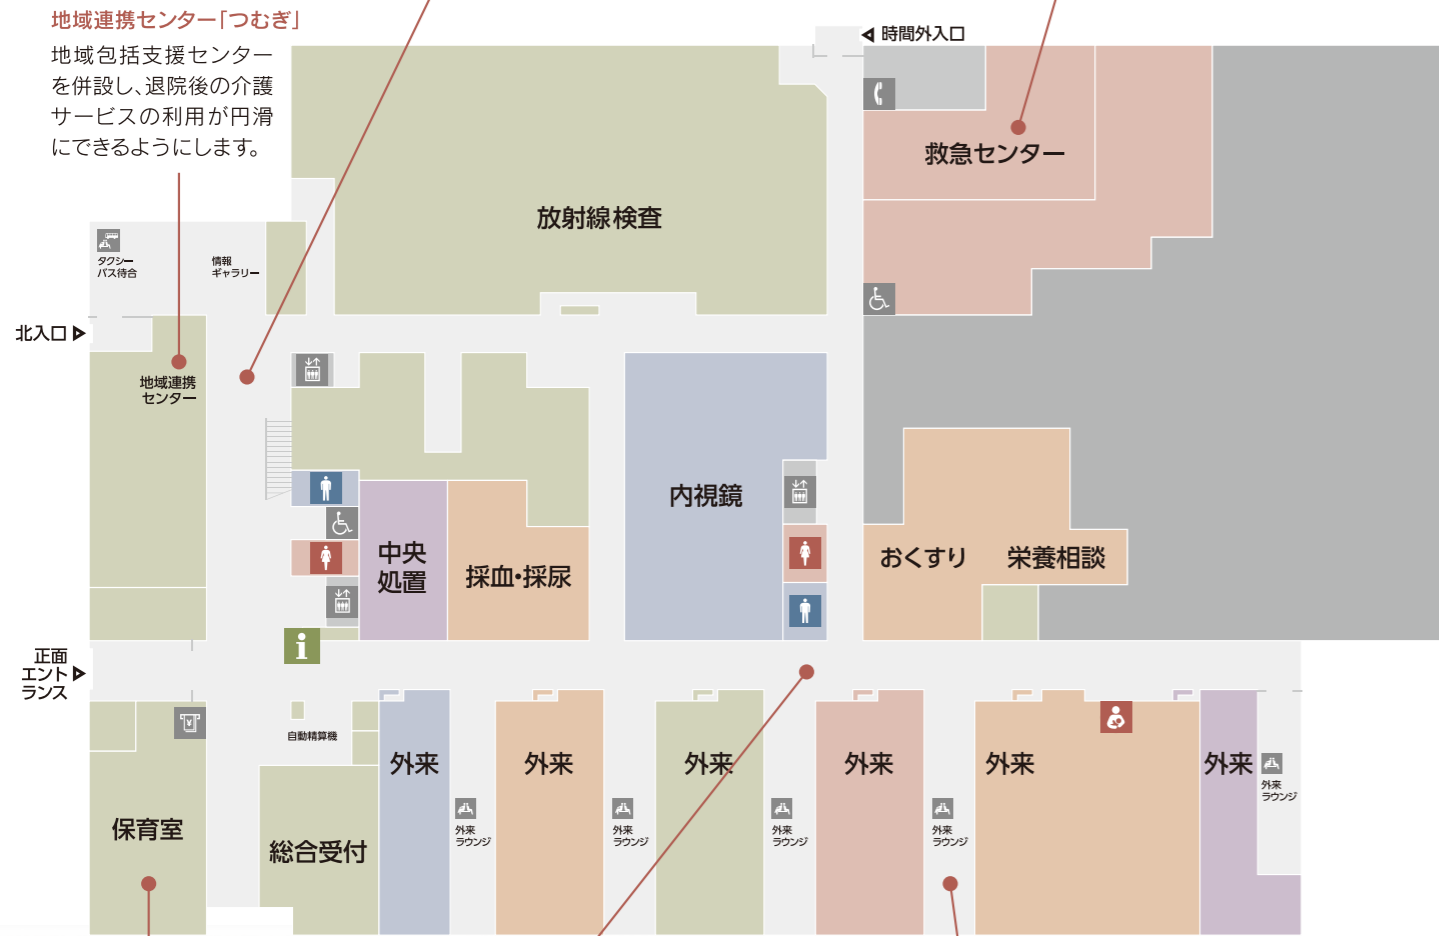 地域連携センター「つむぎ」
地域包括支援センター
を併設し、退院後の介護
サービスの利用が円滑
にできるようにします。
時間外入口
救急センター
放射線検査
タクシー
バス待合
情報
ギャラリー
北入口
地域連携
センター
内視鏡
中央
処置
採血・採尿
おくすり
栄養相談
i
正面
エント
ランス
¥
自動精算機
外来
外来
外来
外来
外来
外来
外来
ラウンジ
外来
ラウンジ
外来
ラウンジ
外来
ラウンジ
外来
ラウンジ
保育室
総合受付